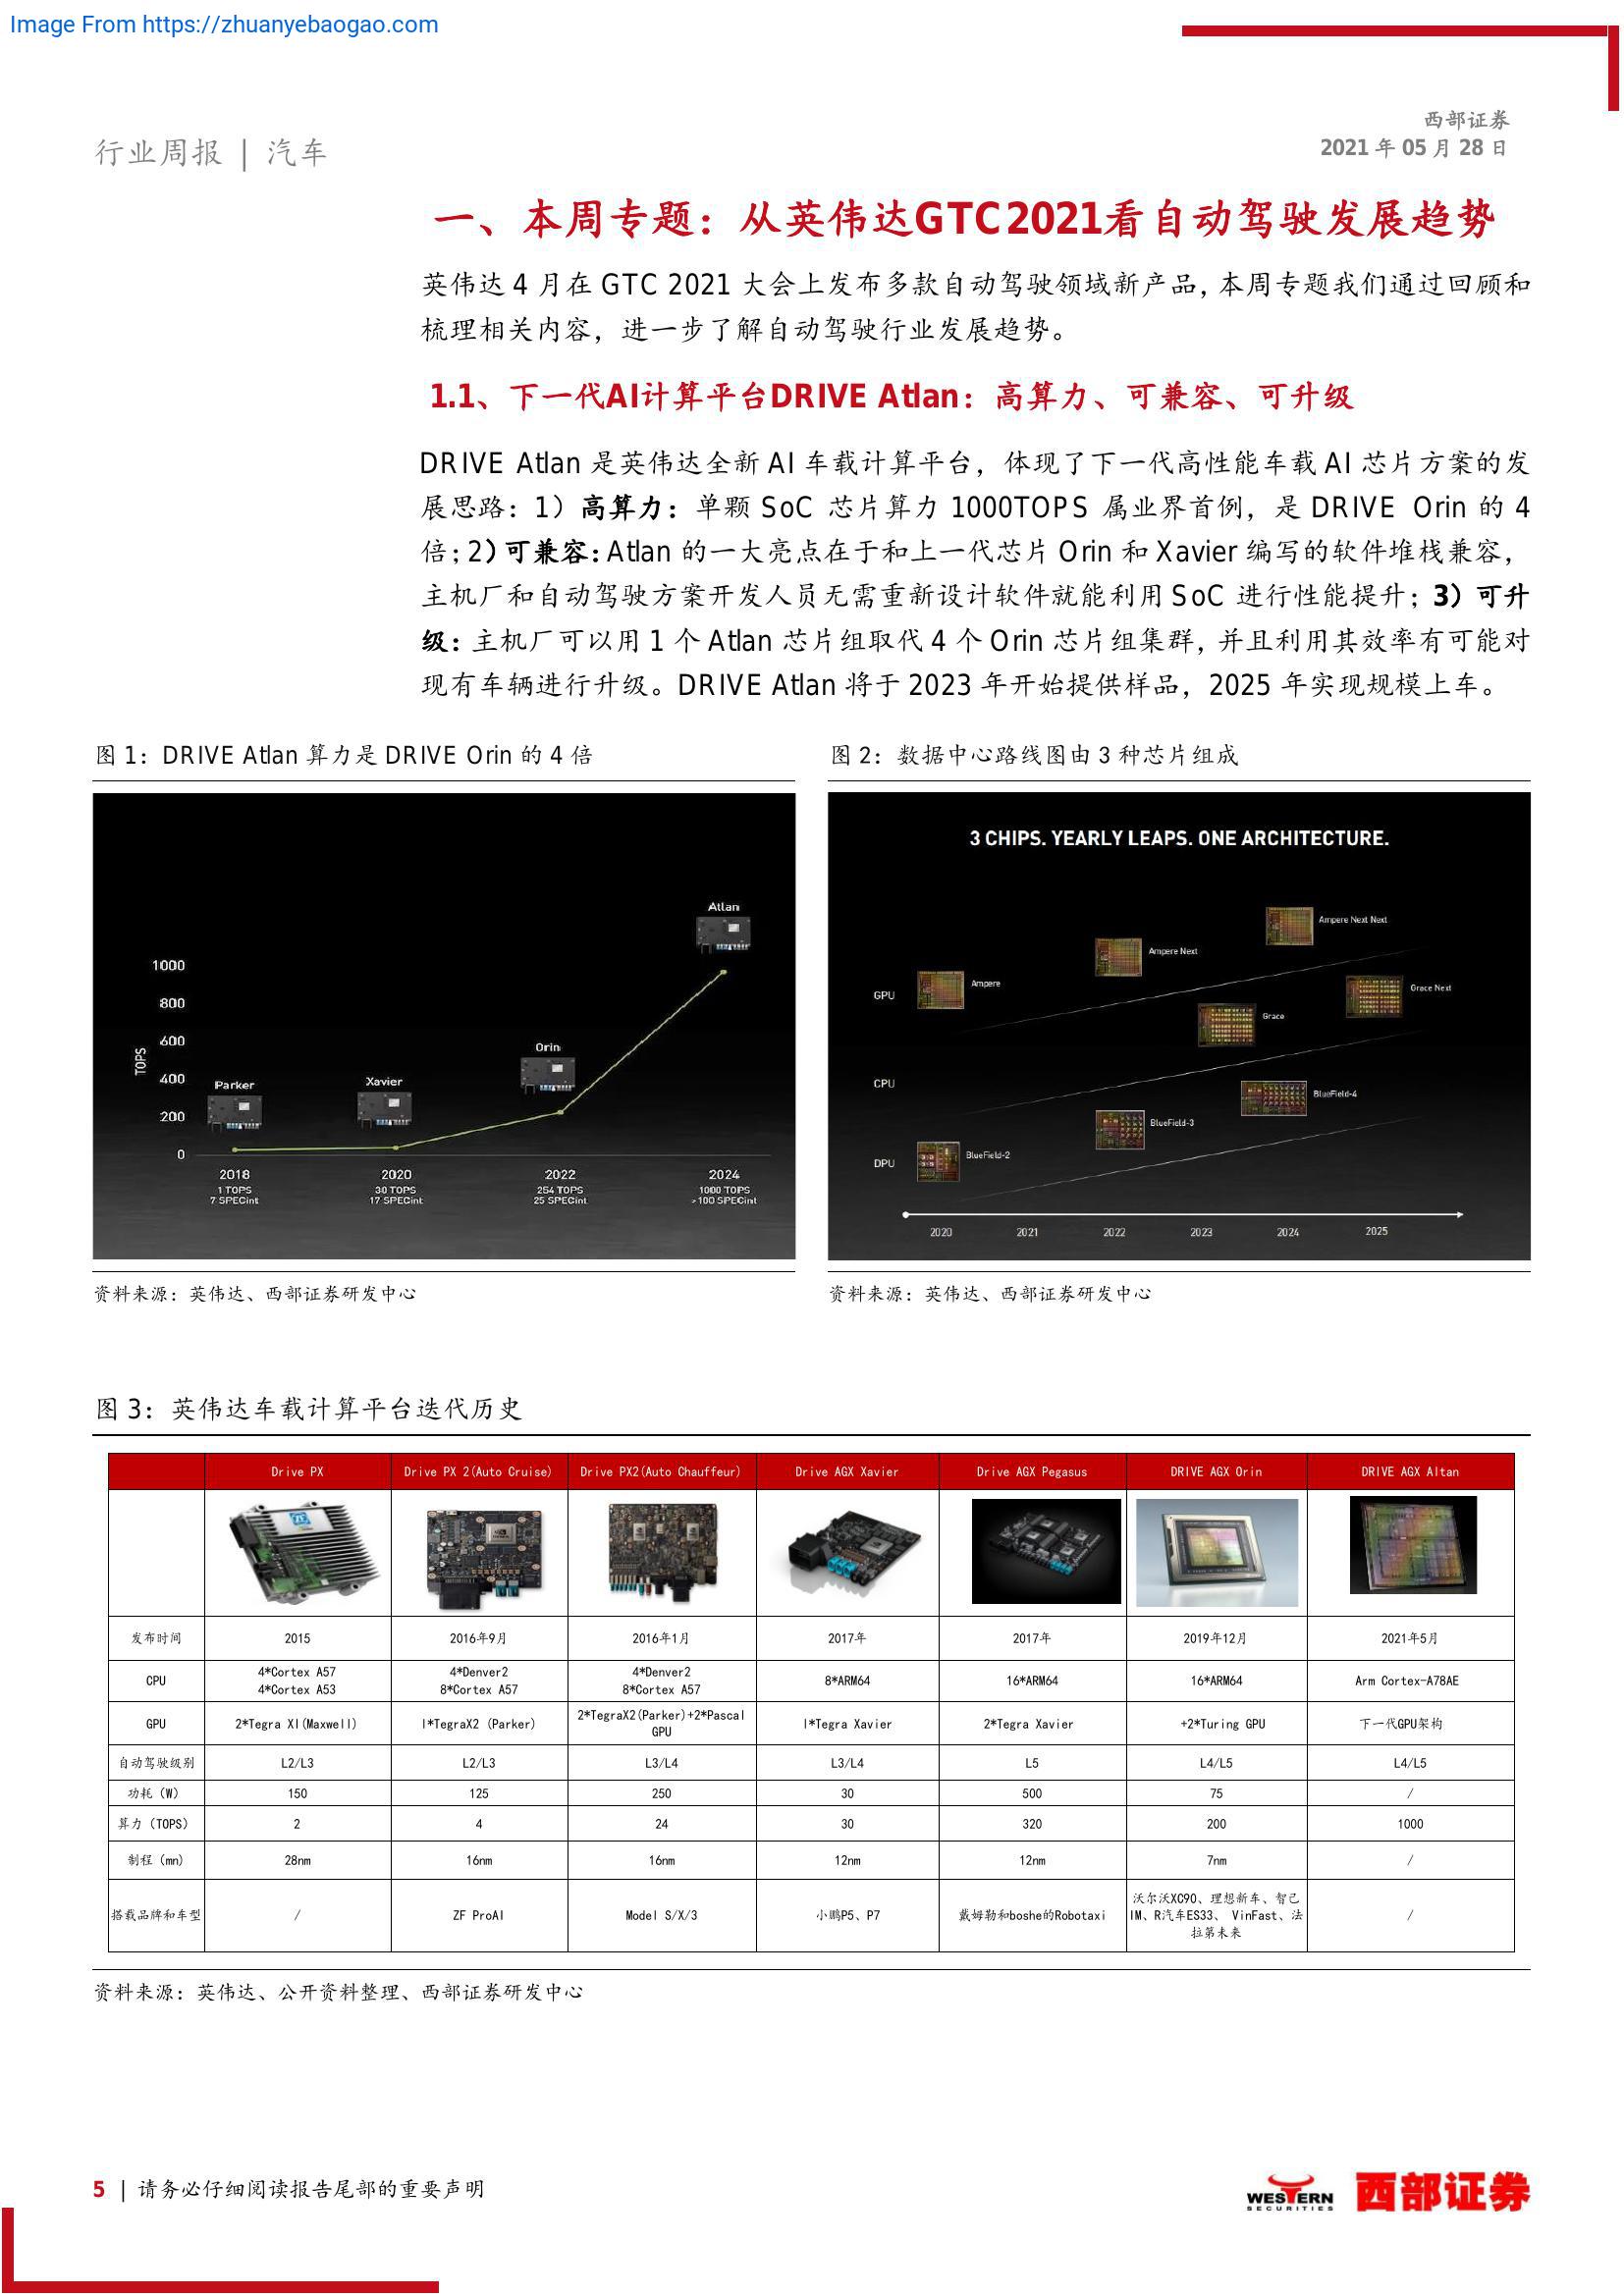 Image From https://zhuanyebaogao.com
西部证券
2021 年 05 月 28 日
行业周报 | 汽车
一、本周专题：从英伟达GTC2021看自动驾驶发展趋势
英伟达 4 月在 GTC 2021 大会上发布多款自动驾驶领域新产品，本周专题我们通过回顾和
梳理相关内容，进一步了解自动驾驶行业发展趋势。
1.1、下一代AI计算平台DRIVE Atlan：高算力、可兼容、可升级
DRIVE Atlan 是英伟达全新 AI 车载计算平台，体现了下一代高性能车载 AI 芯片方案的发
展思路：1）高算力：单颗 SoC 芯片算力 1000TOPS 属业界首例，是 DRIVE Orin 的 4
倍；2）可兼容：Atlan 的一大亮点在于和上一代芯片 Orin 和 Xavier 编写的软件堆栈兼容，
主机厂和自动驾驶方案开发人员无需重新设计软件就能利用 SoC 进行性能提升；3）可升
级：主机厂可以用 1 个 Atlan 芯片组取代 4 个 Orin 芯片组集群，并且利用其效率有可能对
现有车辆进行升级。DRIVE Atlan 将于 2023 年开始提供样品，2025 年实现规模上车。
图 1：DRIVE Atlan 算力是 DRIVE Orin 的 4 倍
Atlan
1000
800
600
Orin
400
Parker
Xavier
200
0
TOPS
2018 2020 2022 2024
1 TOPS 30 TOPS 254 TOPS 1000 TOPS
7 SPECint 17 SPECint 25 SPECint >100 SPECint
资料来源：英伟达、西部证券研发中心
图 2：数据中心路线图由 3 种芯片组成
3 CHIPS. YEARLY LEAPS. ONE ARCHITECTURE.
Ampere Next Next
Ampere Next
GPU
Ampere
Grace Next
Grace
CPU
BlueField-4
BlueField-3
DPU
BlueField-2
2020 2021 2022 2023 2024 2025
资料来源：英伟达、西部证券研发中心
图 3：英伟达车载计算平台迭代历史
Drive PX Drive PX 2(Auto Cruise) Drive PX2(Auto Chauffeur) Drive AGX Xavier Drive AGX Pegasus DRIVE AGX Orin DRIVE AGX Altan
发布时间 2015 2016年9月 2016年1月 2017年 2017年 2019年12月 2021年5月
CPU 4*Cortex A57 4*Cortex A53 4*Denver2 8*Cortex A57 4*Denver2 8*Cortex A57 8*ARM64 16*ARM64 16*ARM64 Arm Cortex-A78AE
GPU 2*Tegra X1(Maxwell) 1*TegraX2 (Parker) 2*TegraX2(Parker)+2*Pascal GPU 1*Tegra Xavier 2*Tegra Xavier +2*Turing GPU 下一代GPU架构
自动驾驶级别 L2/L3 L2/L3 L3/L4 L3/L4 L5 L4/L5 L4/L5
功耗（W） 150 125 250 30 500 75 /
算力（TOPS） 2 4 24 30 320 200 1000
制程（mn) 28nm 16nm 16nm 12nm 12nm 7nm /
搭载品牌和车型 / ZF ProAI Model S/X/3 小鹏P5、P7 戴姆勒和boshe的Robotaxi 沃尔沃XC90、理想新车、智己IM、R汽车ES33、 VinFast、法拉第未来 /
资料来源：英伟达、公开资料整理、西部证券研发中心
5 | 请务必仔细阅读报告尾部的重要声明
WESTERN
SECURITIES
西部证券